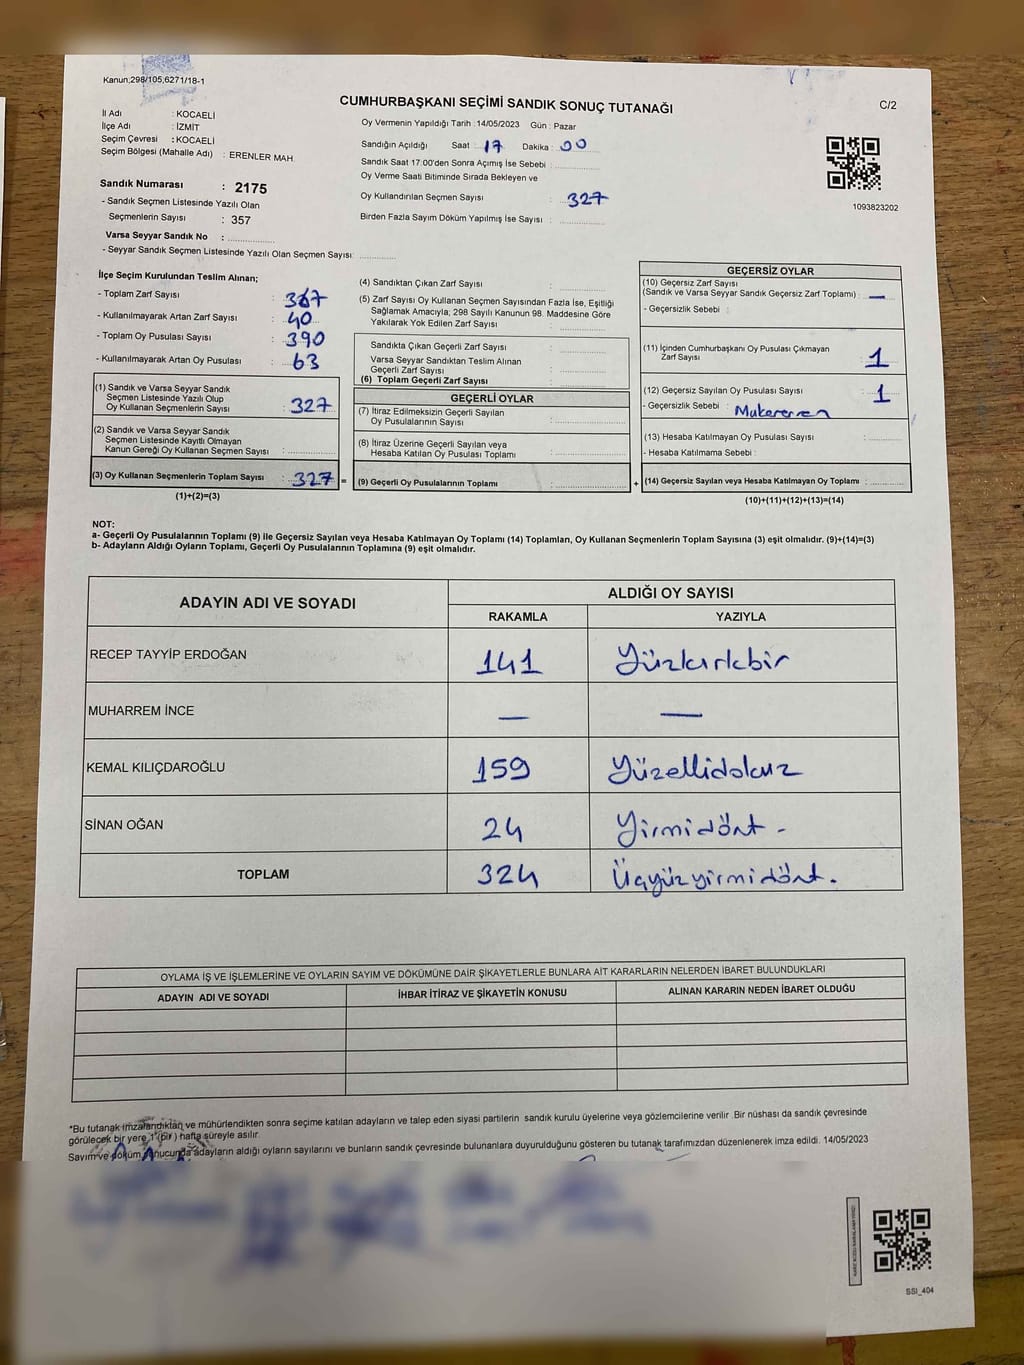 Kanun;298/105,6271/18-1
CUMHURBAŞKANI SEÇİMİ SANDIK SONUÇ TUTANAĞI
C/2
İl Adı : KOCAELİ
İlçe Adı : İZMİT
Seçim Çevresi : KOCAELİ
Seçim Bölgesi (Mahalle Adı) : ERENLER MAH.
Oy Vermenin Yapıldığı Tarih :14/05/2023 Gün : Pazar
Sandığın Açıldığı Saat : 17 Dakika : 00
Sandık Saat 17:00'den Sonra Açımış İse Sebebi :
Oy Verme Saati Bitiminde Sırada Bekleyen ve
Oy Kullandırılan Seçmen Sayısı : 327
Birden Fazla Sayım Döküm Yapılmış İse Sayısı :
1093823202
Sandık Numarası : 2175
- Sandık Seçmen Listesinde Yazılı Olan
Seçmenlerin Sayısı : 357
Varsa Seyyar Sandık No :
- Seyyar Sandık Seçmen Listesinde Yazılı Olan Seçmen Sayısı:
İlçe Seçim Kurulundan Teslim Alınan;
- Toplam Zarf Sayısı : 367
- Kullanılmayarak Artan Zarf Sayısı : 40
- Toplam Oy Pusulası Sayısı : 390
- Kullanılmayarak Artan Oy Pusulası : 63
(1) Sandık ve Varsa Seyyar Sandık
Seçmen Listesinde Yazılı Olup
Oy Kullanan Seçmenlerin Sayısı : 327
(2) Sandık ve Varsa Seyyar Sandık
Seçmen Listesinde Kayıtlı Olmayan
Kanun Gereği Oy Kullanan Seçmen Sayısı :
(3) Oy Kullanan Seçmenlerin Toplam Sayısı : 327 =
(1)+(2)=(3)
(4) Sandıktan Çıkan Zarf Sayısı :
(5) Zarf Sayısı Oy Kullanan Seçmen Sayısından Fazla İse, Eşitliği
Sağlamak Amacıyla; 298 Sayılı Kanunun 98. Maddesine Göre
Yakılarak Yok Edilen Zarf Sayısı :
Sandıkta Çıkan Geçerli Zarf Sayısı :
Varsa Seyyar Sandıktan Teslim Alınan
Geçerli Zarf Sayısı :
(6) Toplam Geçerli Zarf Sayısı :
GEÇERLİ OYLAR
(7) İtiraz Edilmeksizin Geçerli Sayılan
Oy Pusulalarının Sayısı :
(8) İtiraz Üzerine Geçerli Sayılan veya
Hesaba Katılan Oy Pusulası Toplamı :
(9) Geçerli Oy Pusulalarının Toplamı : +
GEÇERSİZ OYLAR
(10) Geçersiz Zarf Sayısı
(Sandık ve Varsa Seyyar Sandık Geçersiz Zarf Toplamı) : —
- Geçersizlik Sebebi :
(11) İçinden Cumhurbaşkanı Oy Pusulası Çıkmayan
Zarf Sayısı : 1
(12) Geçersiz Sayılan Oy Pusulası Sayısı : 1
- Geçersizlik Sebebi :
(13) Hesaba Katılmayan Oy Pusulası Sayısı :
- Hesaba Katılmama Sebebi :
(14) Geçersiz Sayılan veya Hesaba Katılmayan Oy Toplamı :
(10)+(11)+(12)+(13)=(14)
NOT:
a- Geçerli Oy Pusulalarının Toplamı (9) ile Geçersiz Sayılan veya Hesaba Katılmayan Oy Toplamı (14) Toplamları, Oy Kullanan Seçmenlerin Toplam Sayısına (3) eşit olmalıdır. (9)+(14)=(3)
b- Adayların Aldığı Oyların Toplamı, Geçerli Oy Pusulalarının Toplamına (9) eşit olmalıdır.
ADAYIN ADI VE SOYADI
ALDIĞI OY SAYISI
RAKAMLA YAZIYLA
RECEP TAYYİP ERDOĞAN 141 Yüzkırkbir
MUHARREM İNCE — —
KEMAL KILIÇDAROĞLU 159 Yüzellidokuz
SİNAN OĞAN 24 Yirmidört -
TOPLAM 324 Üçyüzyirmidört.
OYLAMA İŞ VE İŞLEMLERİNE VE OYLARIN SAYIM VE DÖKÜMÜNE DAİR ŞİKAYETLERLE BUNLARA AİT KARARLARIN NELERDEN İBARET BULUNDUKLARI
ADAYIN ADI VE SOYADI İHBAR İTİRAZ VE ŞİKAYETİN KONUSU ALINAN KARARIN NEDEN İBARET OLDUĞU
*Bu tutanak imzalandıktan ve mühürlendikten sonra seçime katılan adayların ve talep eden siyasi partilerin sandık kurulu üyelerine veya gözlemcilerine verilir .Bir nüshası da sandık çevresinde
görülecek bir yere 1 (bir ) hafta süreyle asılır.
Sayım ve döküm sonucunda adayların aldığı oyların sayılarını ve bunların sandık çevresinde bulunanlara duyurulduğunu gösteren bu tutanak tarafımızdan düzenlenerek imza edildi. 14/05/2023
SSI_404